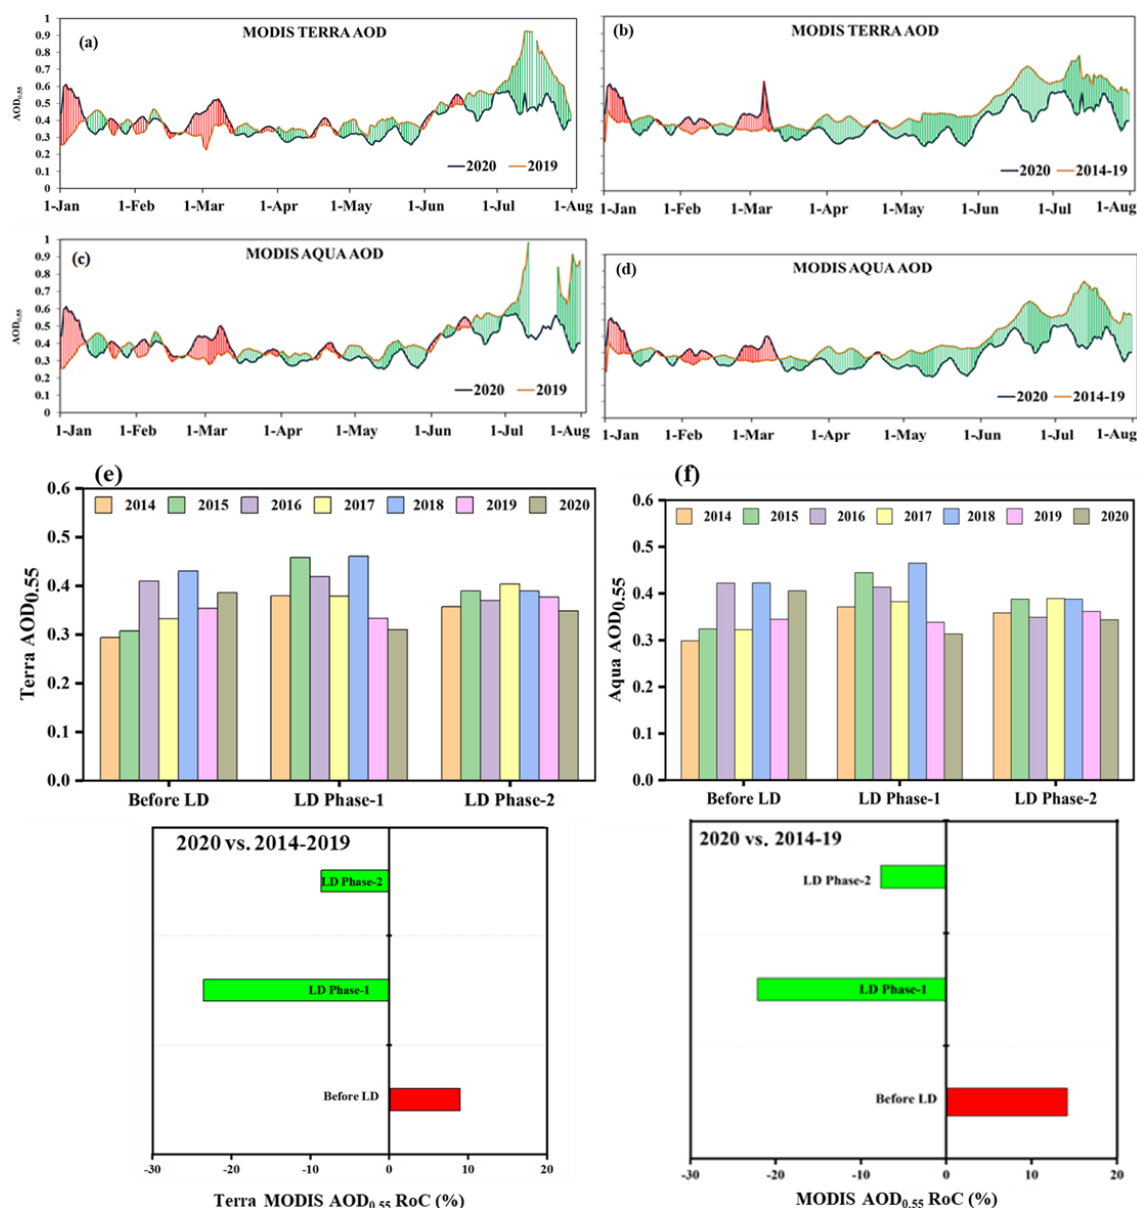 (a)
MODIS TERRA AOD
1
0.9
0.8
0.7
0.6
0.5
0.4
0.3
0.2
0.1
0
AOD0.55
2020 2019
1-Jan 1-Feb 1-Mar 1-Apr 1-May 1-Jun 1-Jul 1-Aug
(b)
MODIS TERRA AOD
2020 2014-19
1-Jan 1-Feb 1-Mar 1-Apr 1-May 1-Jun 1-Jul 1-Aug
(c)
MODIS AQUA AOD
1
0.9
0.8
0.7
0.6
0.5
0.4
0.3
0.2
0.1
0
AOD0.55
2020 2019
1-Jan 1-Feb 1-Mar 1-Apr 1-May 1-Jun 1-Jul 1-Aug
(d)
MODIS AQUA AOD
2020 2014-19
1-Jan 1-Feb 1-Mar 1-Apr 1-May 1-Jun 1-Jul 1-Aug
(e)
2014 2015 2016 2017 2018 2019 2020
0.6
0.5
0.4
0.3
0.2
0.1
0.0
Terra AOD0.55
Before LD LD Phase-1 LD Phase-2
(f)
2014 2015 2016 2017 2018 2019 2020
0.6
0.5
0.4
0.3
0.2
0.1
0.0
Aqua AOD0.55
Before LD LD Phase-1 LD Phase-2
2020 vs. 2014-2019
LD Phase-2
LD Phase-1
Before LD
-30 -20 -10 0 10 20
Terra MODIS AOD0.55 RoC (%)
2020 vs. 2014-19
LD Phase-2
LD Phase-1
Before LD
-30 -20 -10 0 10 20
MODIS AOD0.55 RoC (%)